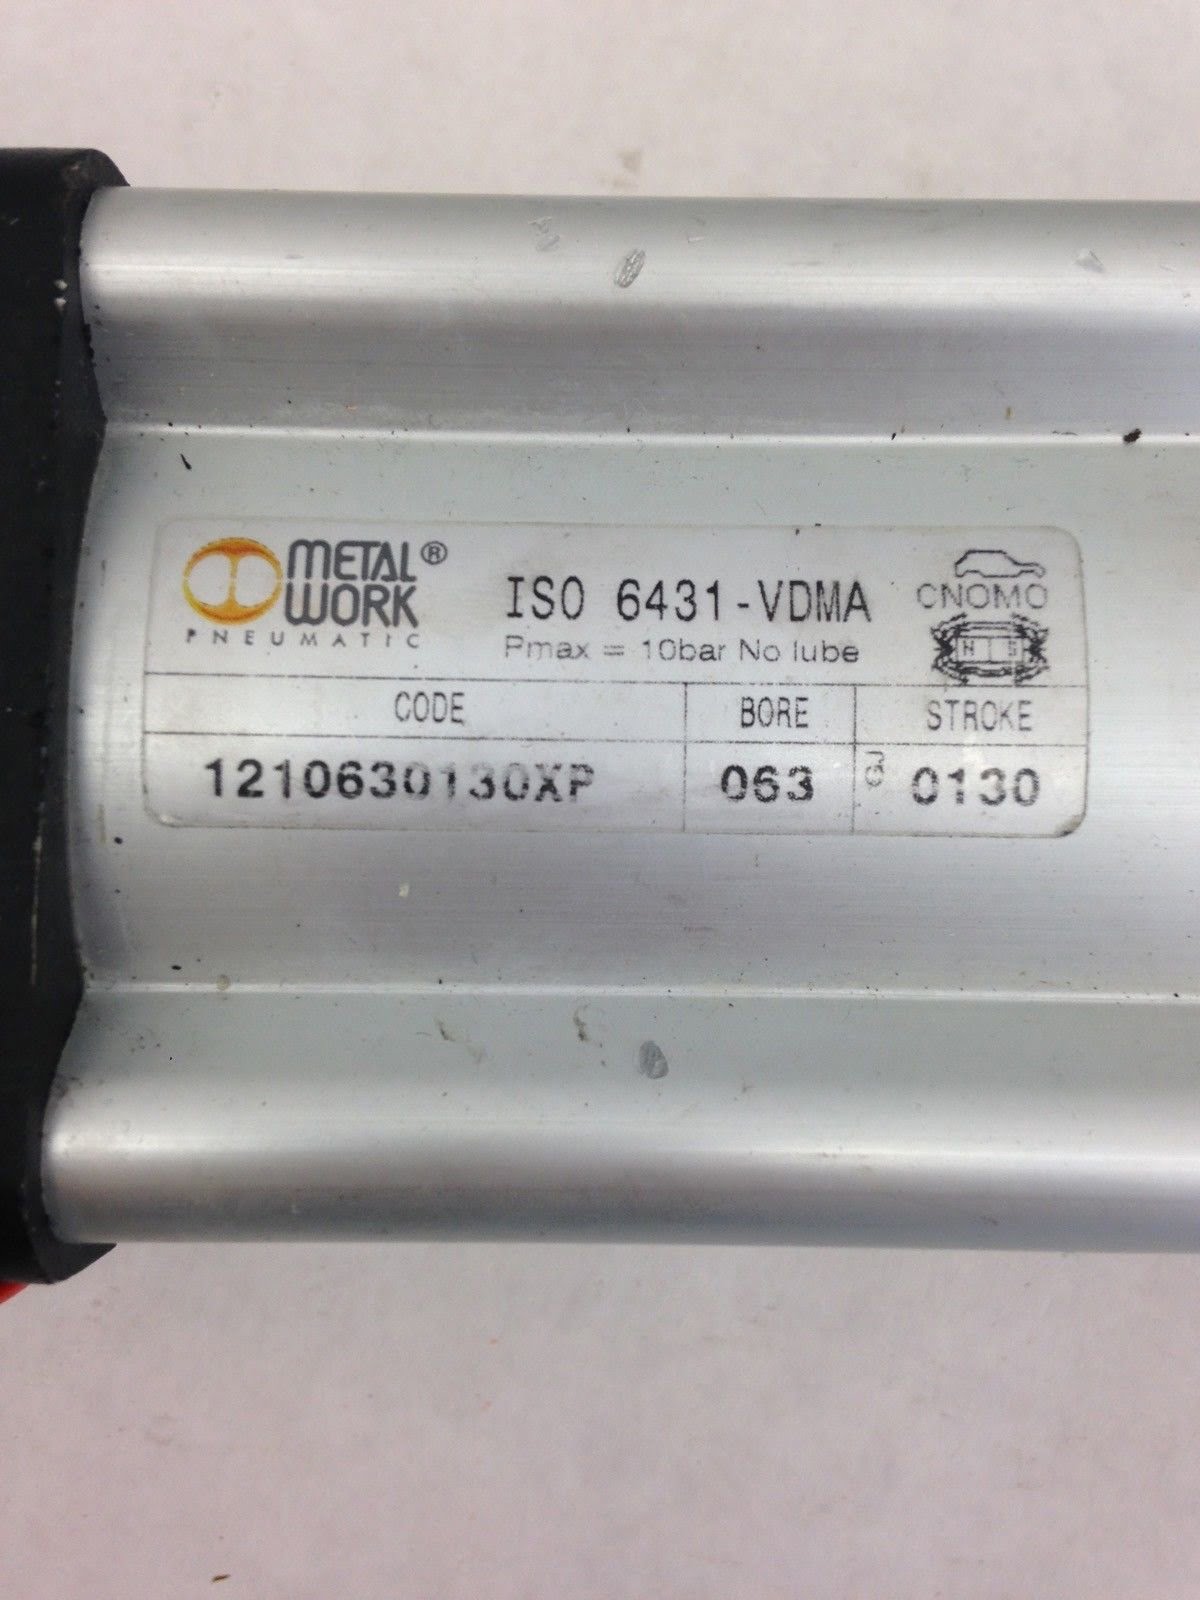 METAL®
WORK
PNEUMATIC
ISO 6431-VDMA
Pmax = 10bar No lube
CNOMO
N S
CODE BORE STROKE
1210630130XP 063 0130